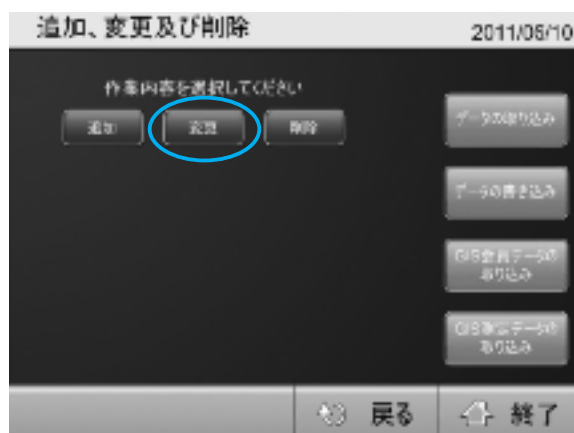 追加、変更及び削除
2011/05/10
作業内容を選択してください
追加
変更
削除
データの取り込み
データの書き込み
取り込み
取り込み
戻る
終了